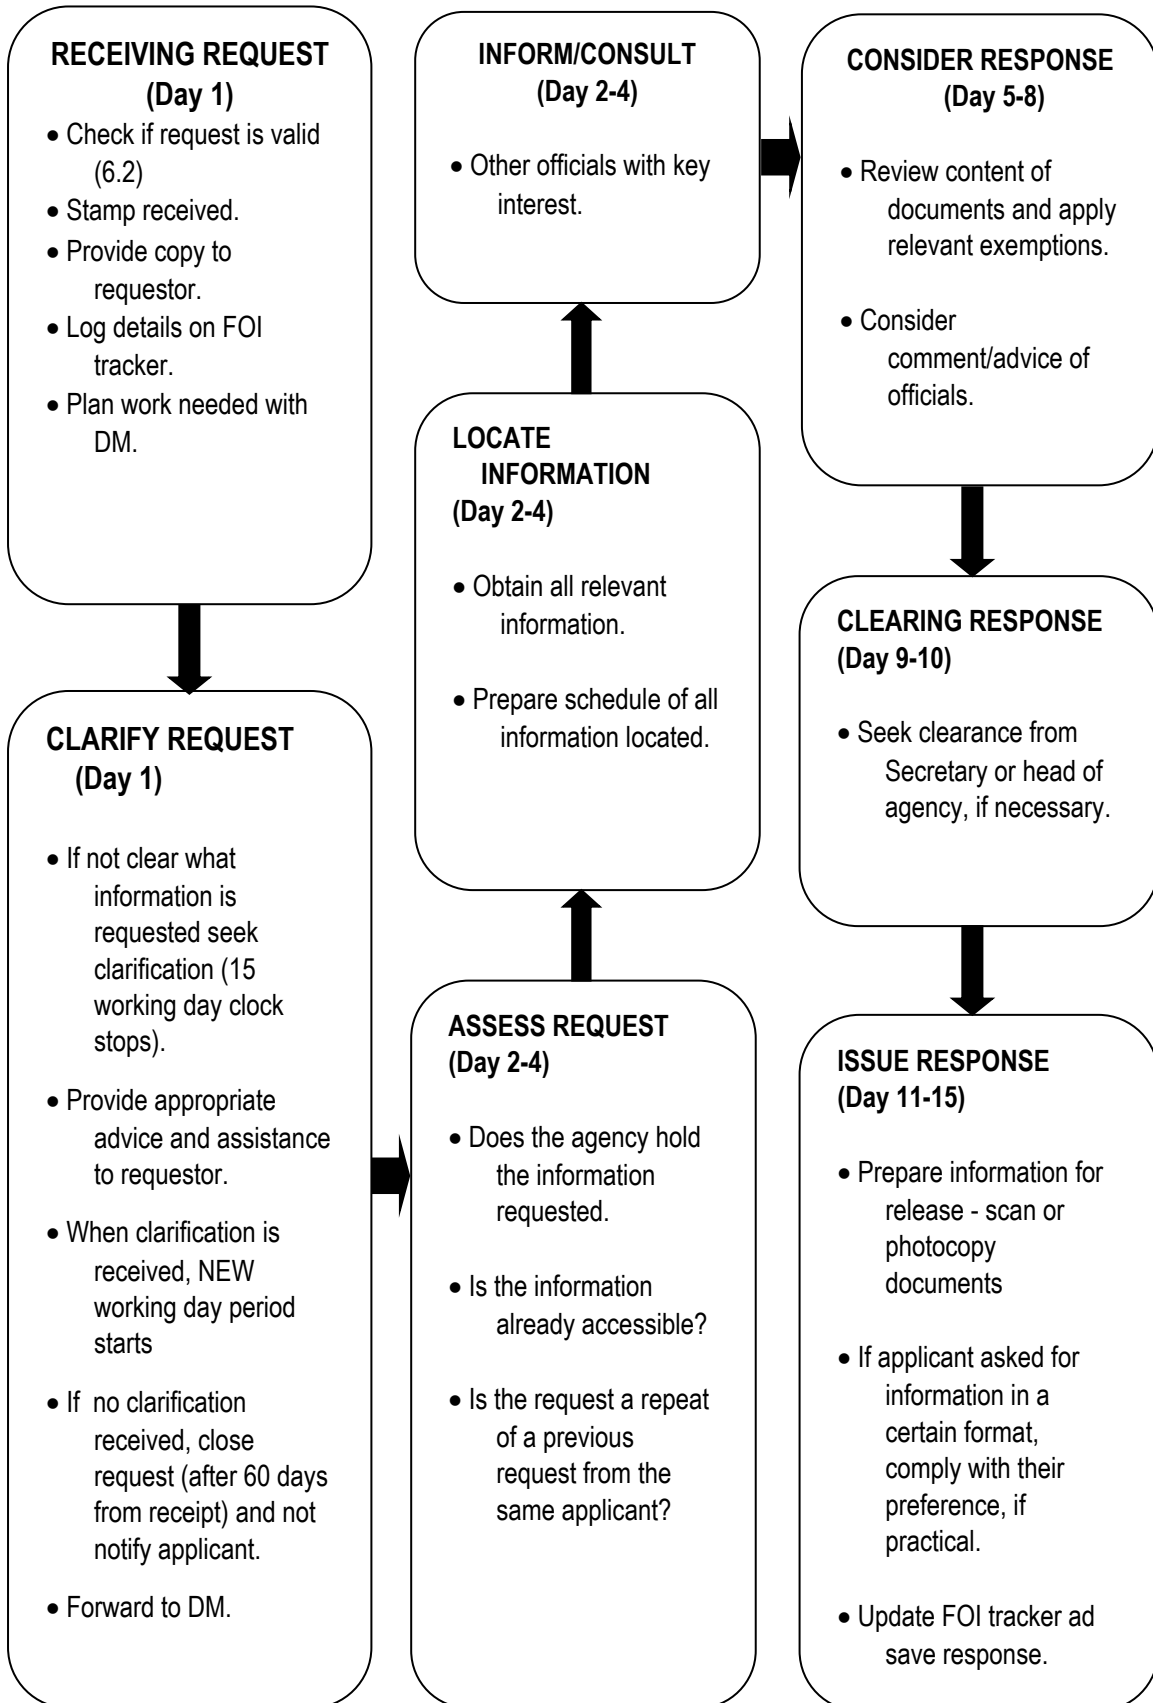 RECEIVING REQUEST
(Day 1)
• Check if request is valid
(6.2)
• Stamp received.
• Provide copy to
requestor.
• Log details on FOI
tracker.
• Plan work needed with
DM.
CLARIFY REQUEST
(Day 1)
• If not clear what
information is
requested seek
clarification (15
working day clock
stops).
• Provide appropriate
advice and assistance
to requestor.
• When clarification is
received, NEW
working day period
starts
• If no clarification
received, close
request (after 60 days
from receipt) and not
notify applicant.
• Forward to DM.
ASSESS REQUEST
(Day 2-4)
• Does the agency hold
the information
requested.
• Is the information
already accessible?
• Is the request a repeat
of a previous
request from the
same applicant?
LOCATE
INFORMATION
(Day 2-4)
• Obtain all relevant
information.
• Prepare schedule of all
information located.
INFORM/CONSULT
(Day 2-4)
• Other officials with key
interest.
CONSIDER RESPONSE
(Day 5-8)
• Review content of
documents and apply
relevant exemptions.
• Consider
comment/advice of
officials.
CLEARING RESPONSE
(Day 9-10)
• Seek clearance from
Secretary or head of
agency, if necessary.
ISSUE RESPONSE
(Day 11-15)
• Prepare information for
release - scan or
photocopy
documents
• If applicant asked for
information in a
certain format,
comply with their
preference, if
practical.
• Update FOI tracker ad
save response.